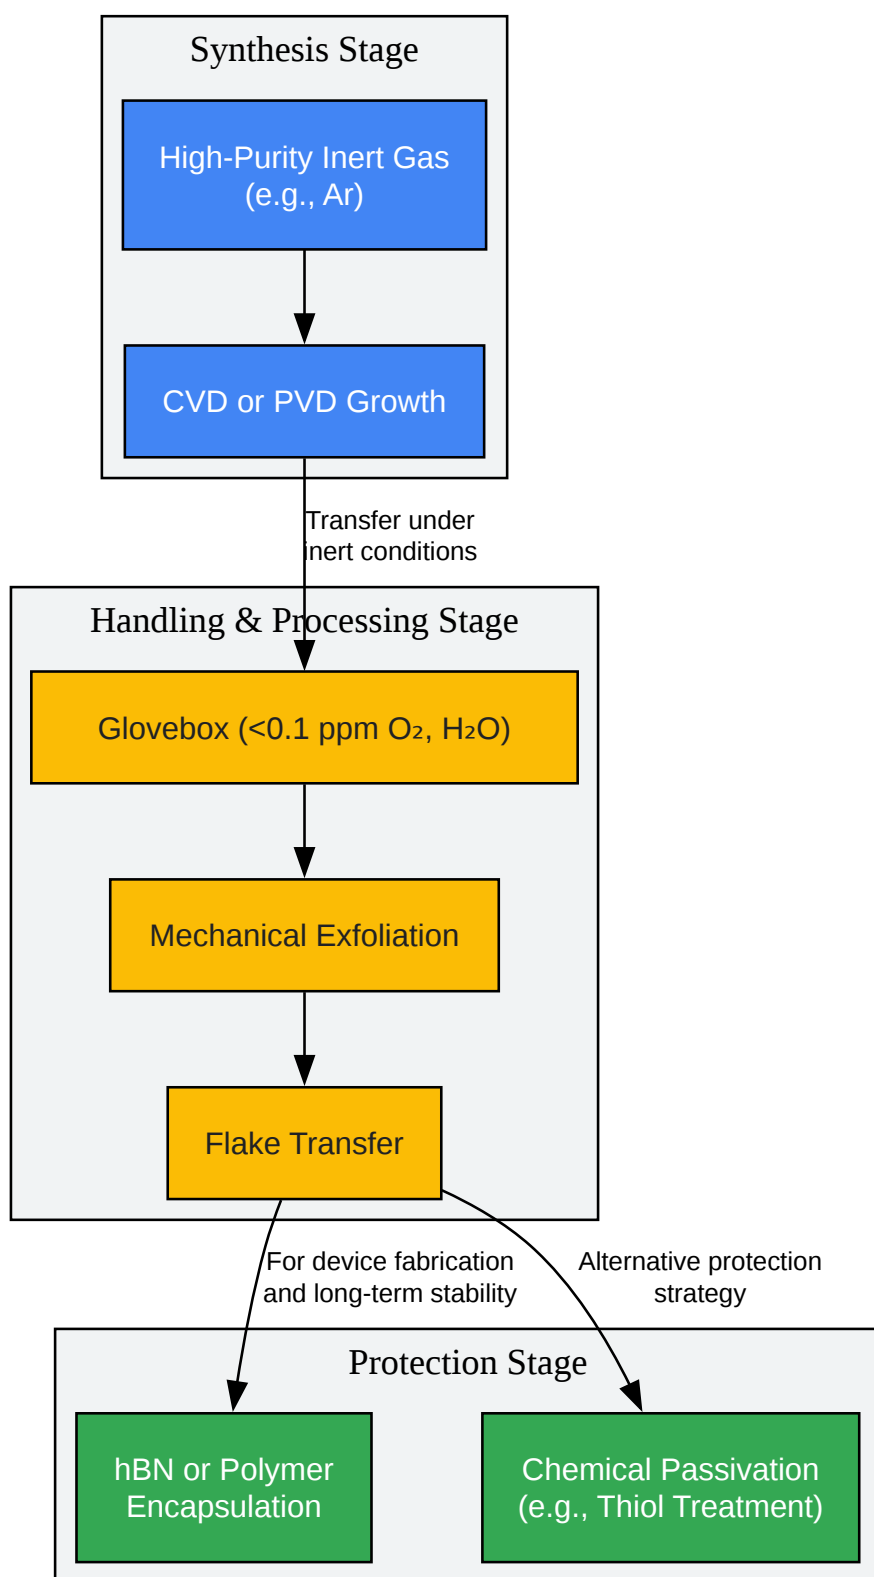 Synthesis Stage
High-Purity Inert Gas
(e.g., Ar)
CVD or PVD Growth
Transfer under
inert conditions
Handling & Processing Stage
Glovebox (<0.1 ppm O₂, H₂O)
Mechanical Exfoliation
Flake Transfer
For device fabrication
and long-term stability
Alternative protection
strategy
Protection Stage
hBN or Polymer
Encapsulation
Chemical Passivation
(e.g., Thiol Treatment)